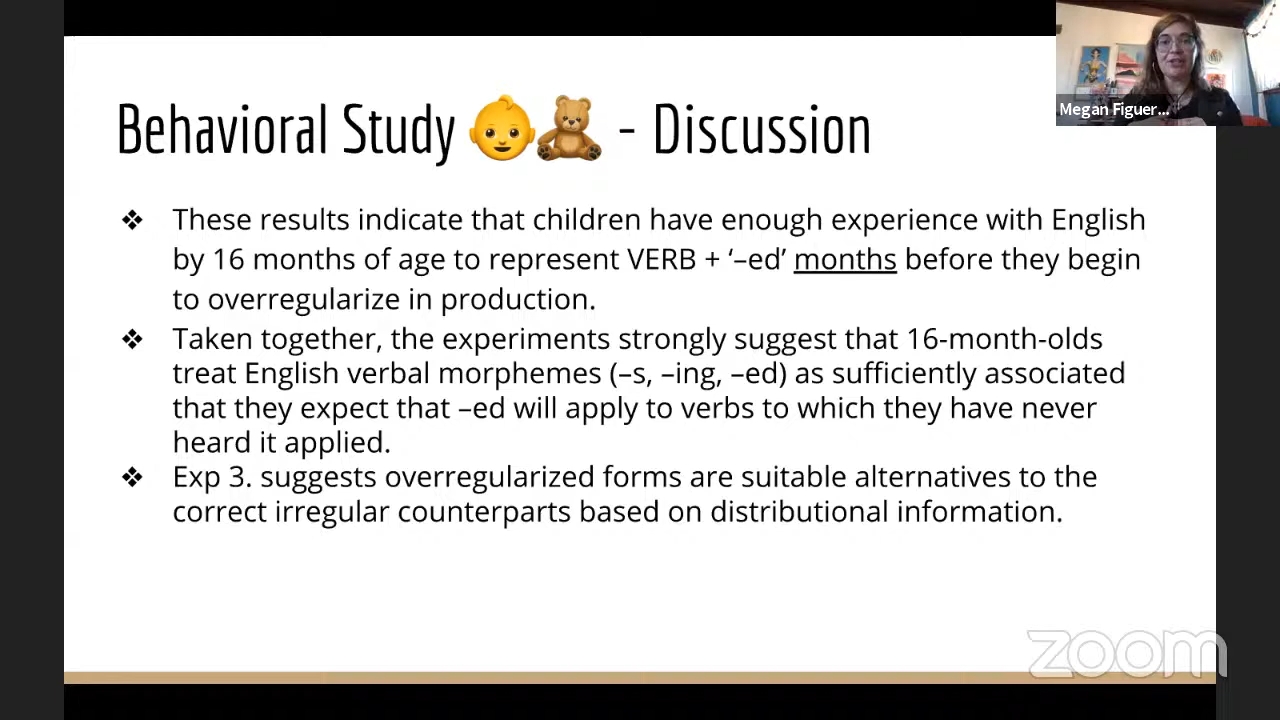 Behavioral Study 👶🧸 - Discussion
❖ These results indicate that children have enough experience with English
by 16 months of age to represent VERB + ‘–ed’ months before they begin
to overregularize in production.
❖ Taken together, the experiments strongly suggest that 16-month-olds
treat English verbal morphemes (–s, –ing, –ed) as sufficiently associated
that they expect that –ed will apply to verbs to which they have never
heard it applied.
❖ Exp 3. suggests overregularized forms are suitable alternatives to the
correct irregular counterparts based on distributional information.
Megan Figuer...
zoom